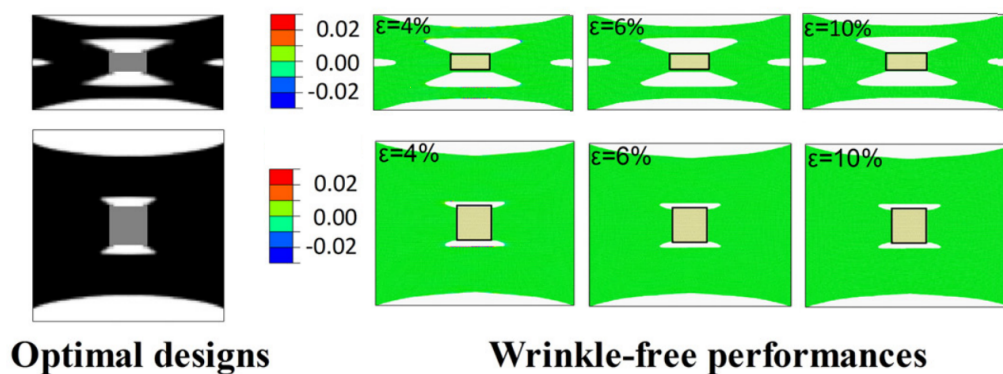 0.02
0.00
-0.02
ε=4%
ε=6%
ε=10%
0.02
0.00
-0.02
ε=4%
ε=6%
ε=10%
Optimal designs
Wrinkle-free performances